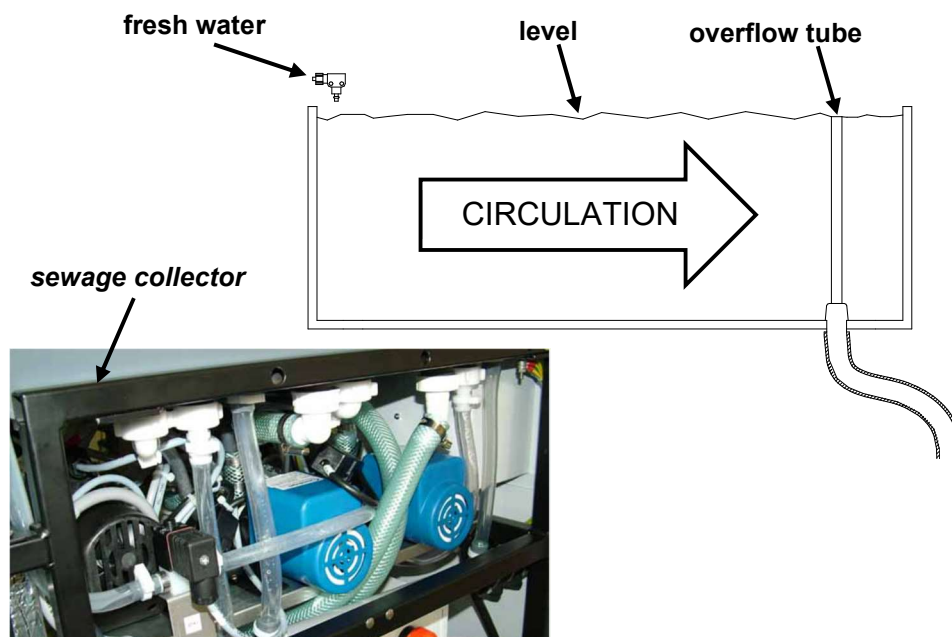 fresh water
level
overflow tube
CIRCULATION
sewage collector